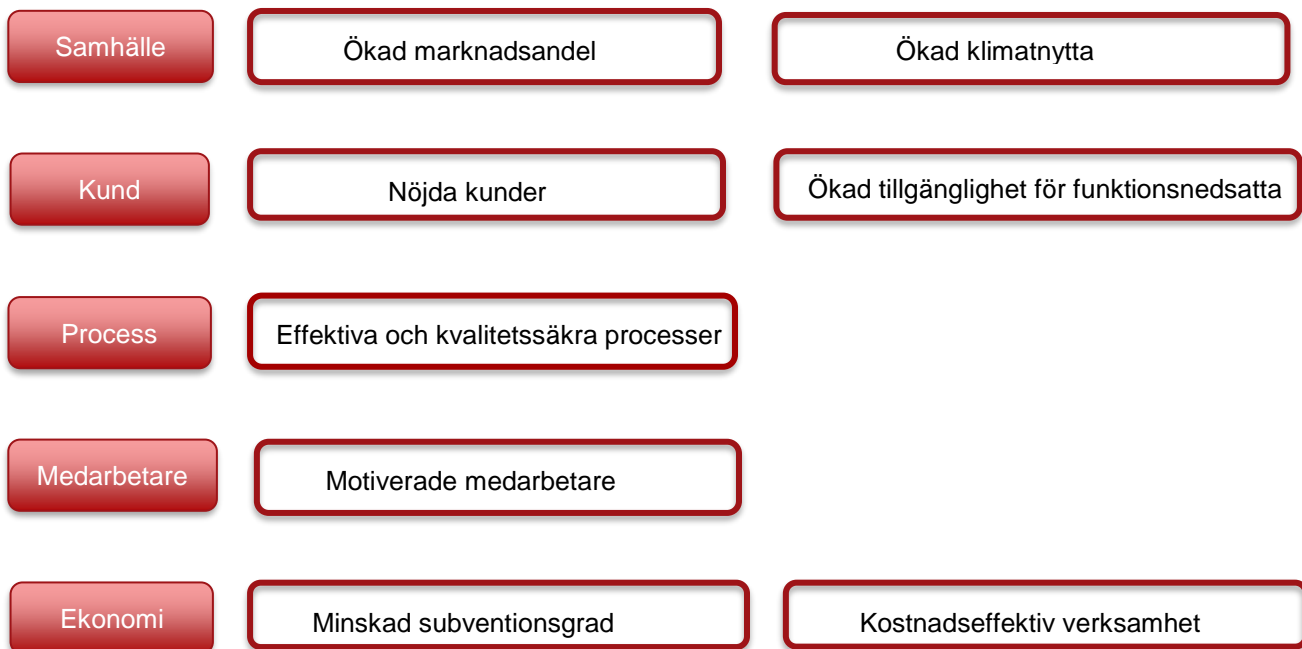 Samhälle
Ökad marknadsandel
Ökad klimatnytta
Kund
Nöjda kunder
Ökad tillgänglighet för funktionsnedsatta
Process
Effektiva och kvalitetssäkra processer
Medarbetare
Motiverade medarbetare
Ekonomi
Minskad subventionsgrad
Kostnadseffektiv verksamhet